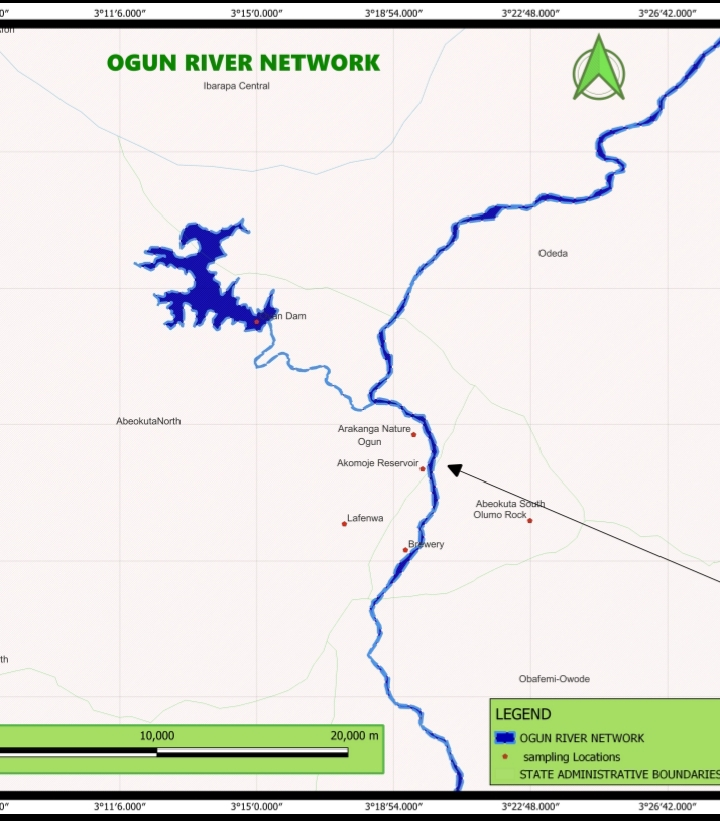 3°11'6.000"
3°15'0.000"
3°18'54.000"
3°22'48.000"
3°26'42.000"
OGUN RIVER NETWORK
Ibarapa Central
Odeda
Dam
AbeokutaNorth
Arakanga Nature
Ogun
Akomoje Reservoir
Abeokuta South
Olumo Rock
Lafenwa
Brewery
th
Obafemi-Owode
10,000
20,000 m
LEGEND
OGUN RIVER NETWORK
sampling Locations
STATE ADMINISTRATIVE BOUNDARIES
3°11'6.000"
3°15'0.000"
3°18'54.000"
3°22'48.000"
3°26'42.000"